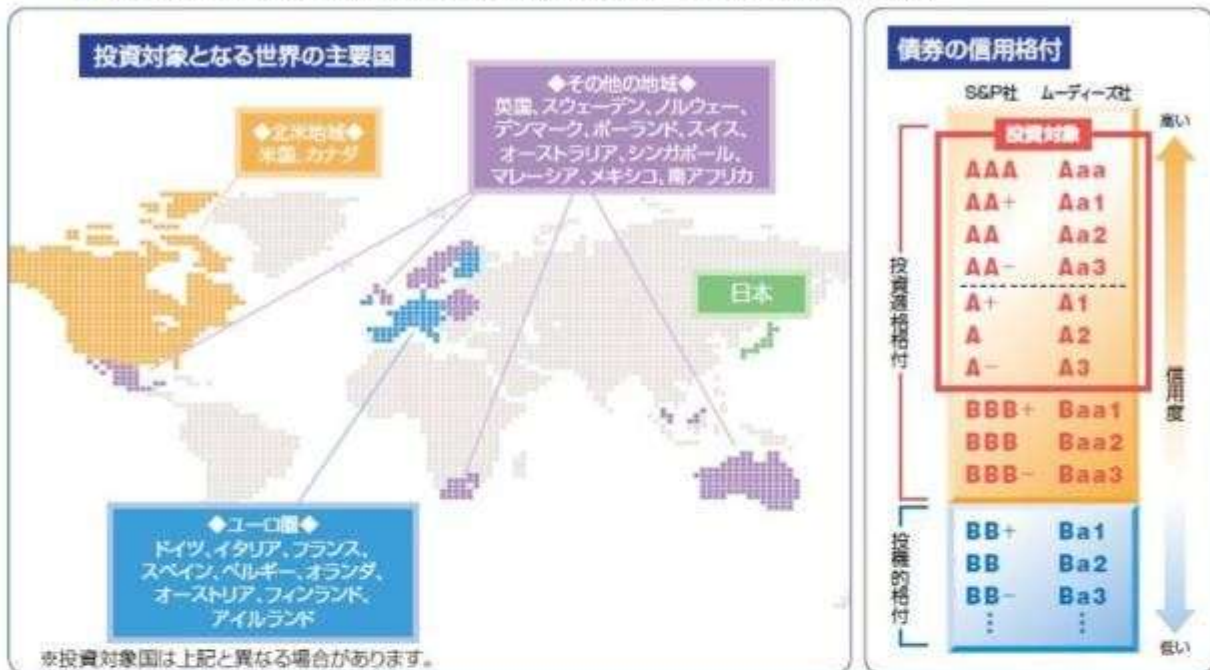 投資対象となる世界の主要国
◆北米地域◆
米国、カナダ
◆その他の地域◆
英国、スウェーデン、ノルウェー、
デンマーク、ポーランド、スイス、
オーストラリア、シンガポール、
マレーシア、メキシコ、南アフリカ
日本
◆ユーロ圏◆
ドイツ、イタリア、フランス、
スペイン、ベルギー、オランダ、
オーストリア、フィンランド、
アイルランド
※投資対象国は上記と異なる場合があります。
債券の信用格付
S&P社 ムーディーズ社
投資対象
高い
AAA Aaa
AA+ Aa1
AA Aa2
AA- Aa3
A+ A1
A A2
A- A3
BBB+ Baa1
BBB Baa2
BBB- Baa3
BB+ Ba1
BB Ba2
BB- Ba3
⋮ ⋮
投資適格格付
投機的格付
信用度
低い